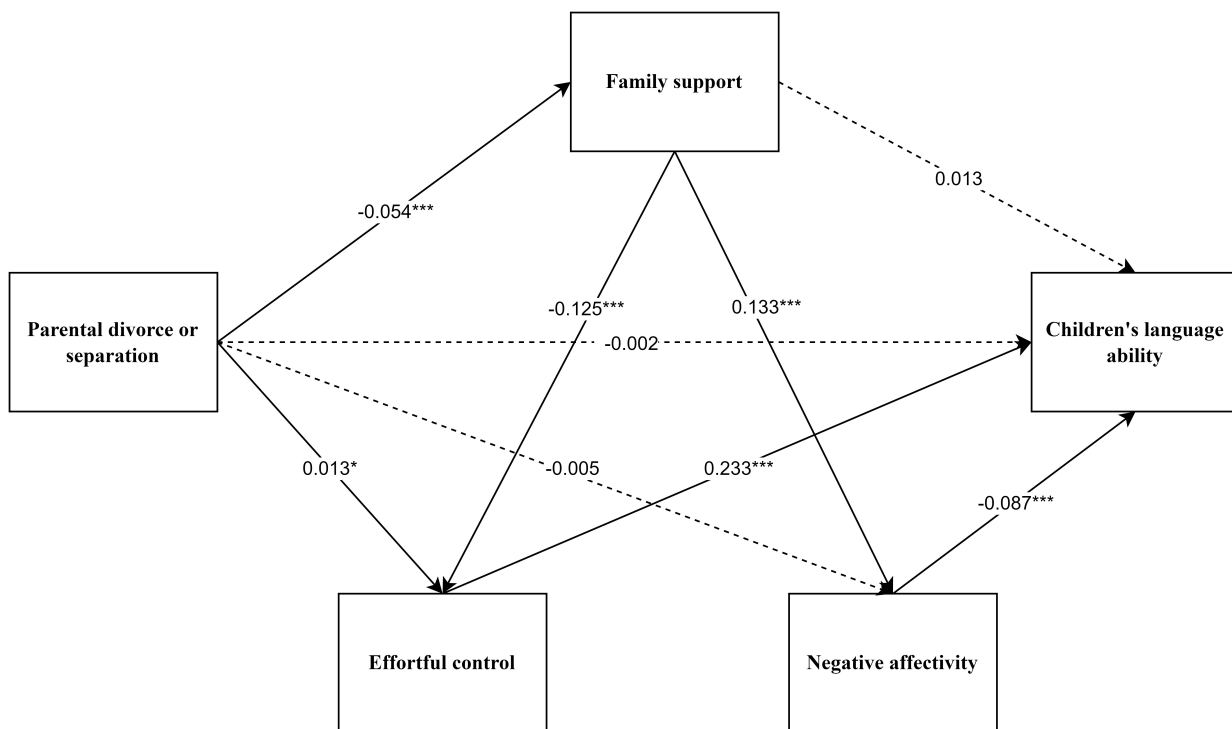 Family support
0.013
-0.054***
-0.125***
0.133***
Parental divorce or
separation
-0.002
Children's language
ability
0.013*
-0.005
0.233***
-0.087***
Effortful control
Negative affectivity